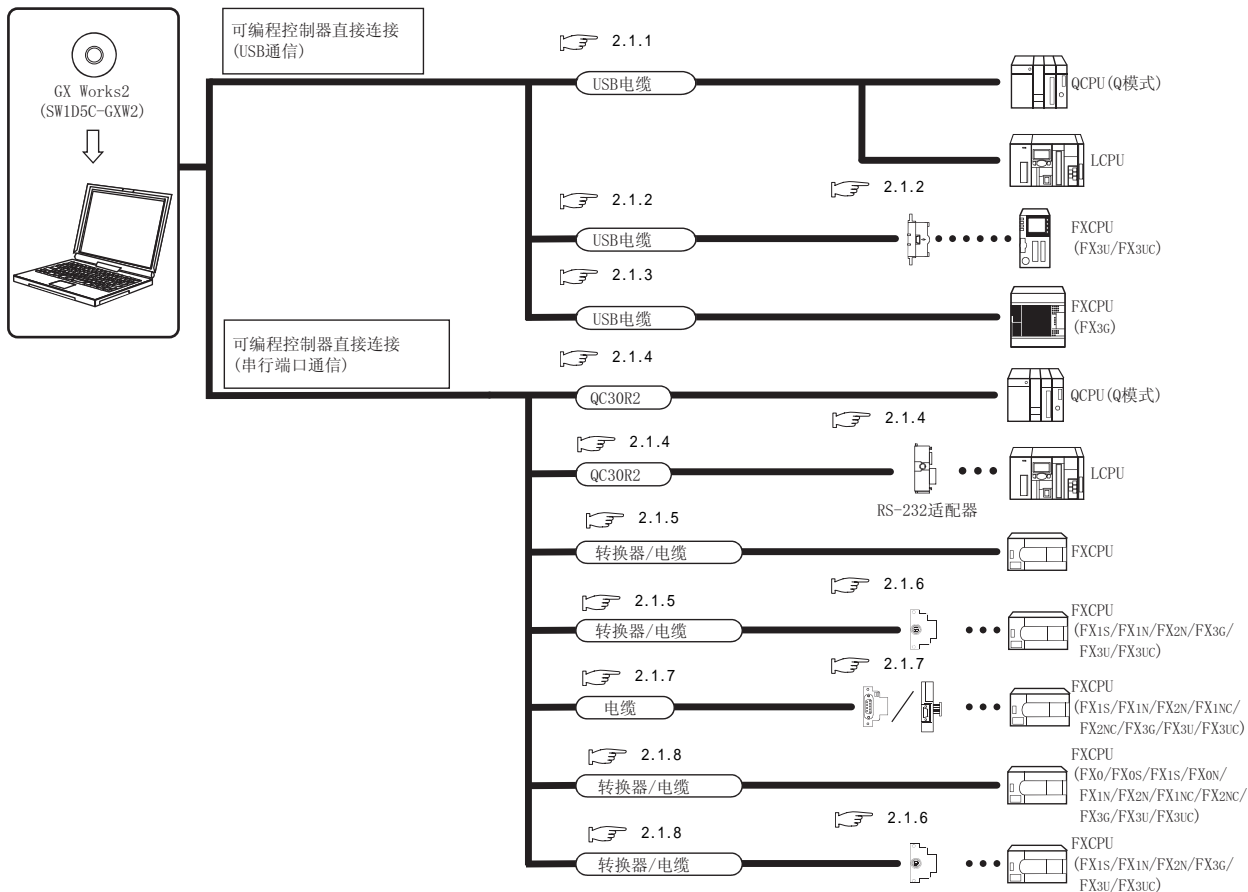 GX Works2
(SW1D5C-GXW2)
可编程控制器直接连接
(USB通信)
2.1.1
USB电缆
QCPU(Q模式)
LCPU
2.1.2
USB电缆
2.1.2
FXCPU
(FX3U/FX3UC)
2.1.3
USB电缆
FXCPU
(FX3G)
可编程控制器直接连接
(串行端口通信)
2.1.4
QC30R2
QCPU(Q模式)
2.1.4
QC30R2
2.1.4
RS-232适配器
LCPU
2.1.5
转换器/电缆
FXCPU
2.1.5
转换器/电缆
2.1.6
FXCPU
(FX1S/FX1N/FX2N/FX3G/
FX3U/FX3UC)
2.1.7
电缆
2.1.7
FXCPU
(FX1S/FX1N/FX2N/FX1NC/
FX2NC/FX3G/FX3U/FX3UC)
2.1.8
转换器/电缆
FXCPU
(FX0/FX0S/FX1S/FX0N/
FX1N/FX2N/FX1NC/FX2NC/
FX3G/FX3U/FX3UC)
2.1.8
转换器/电缆
2.1.6
FXCPU
(FX1S/FX1N/FX2N/FX3G/
FX3U/FX3UC)